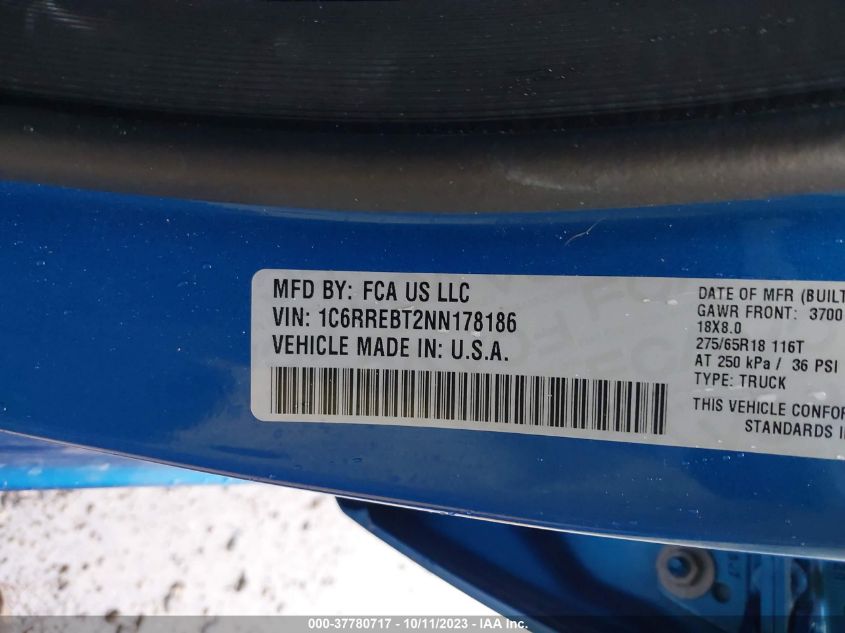 MFD BY: FCA US LLC
VIN: 1C6RREBT2NN178186
VEHICLE MADE IN: U.S.A.
DATE OF MFR (BUILT
GAWR FRONT: 3700
18X8.0
275/65R18 116T
AT 250 kPa / 36 PSI
TYPE: TRUCK
THIS VEHICLE CONFOR
STANDARDS I
000-37780717 - 10/11/2023 - IAA Inc.